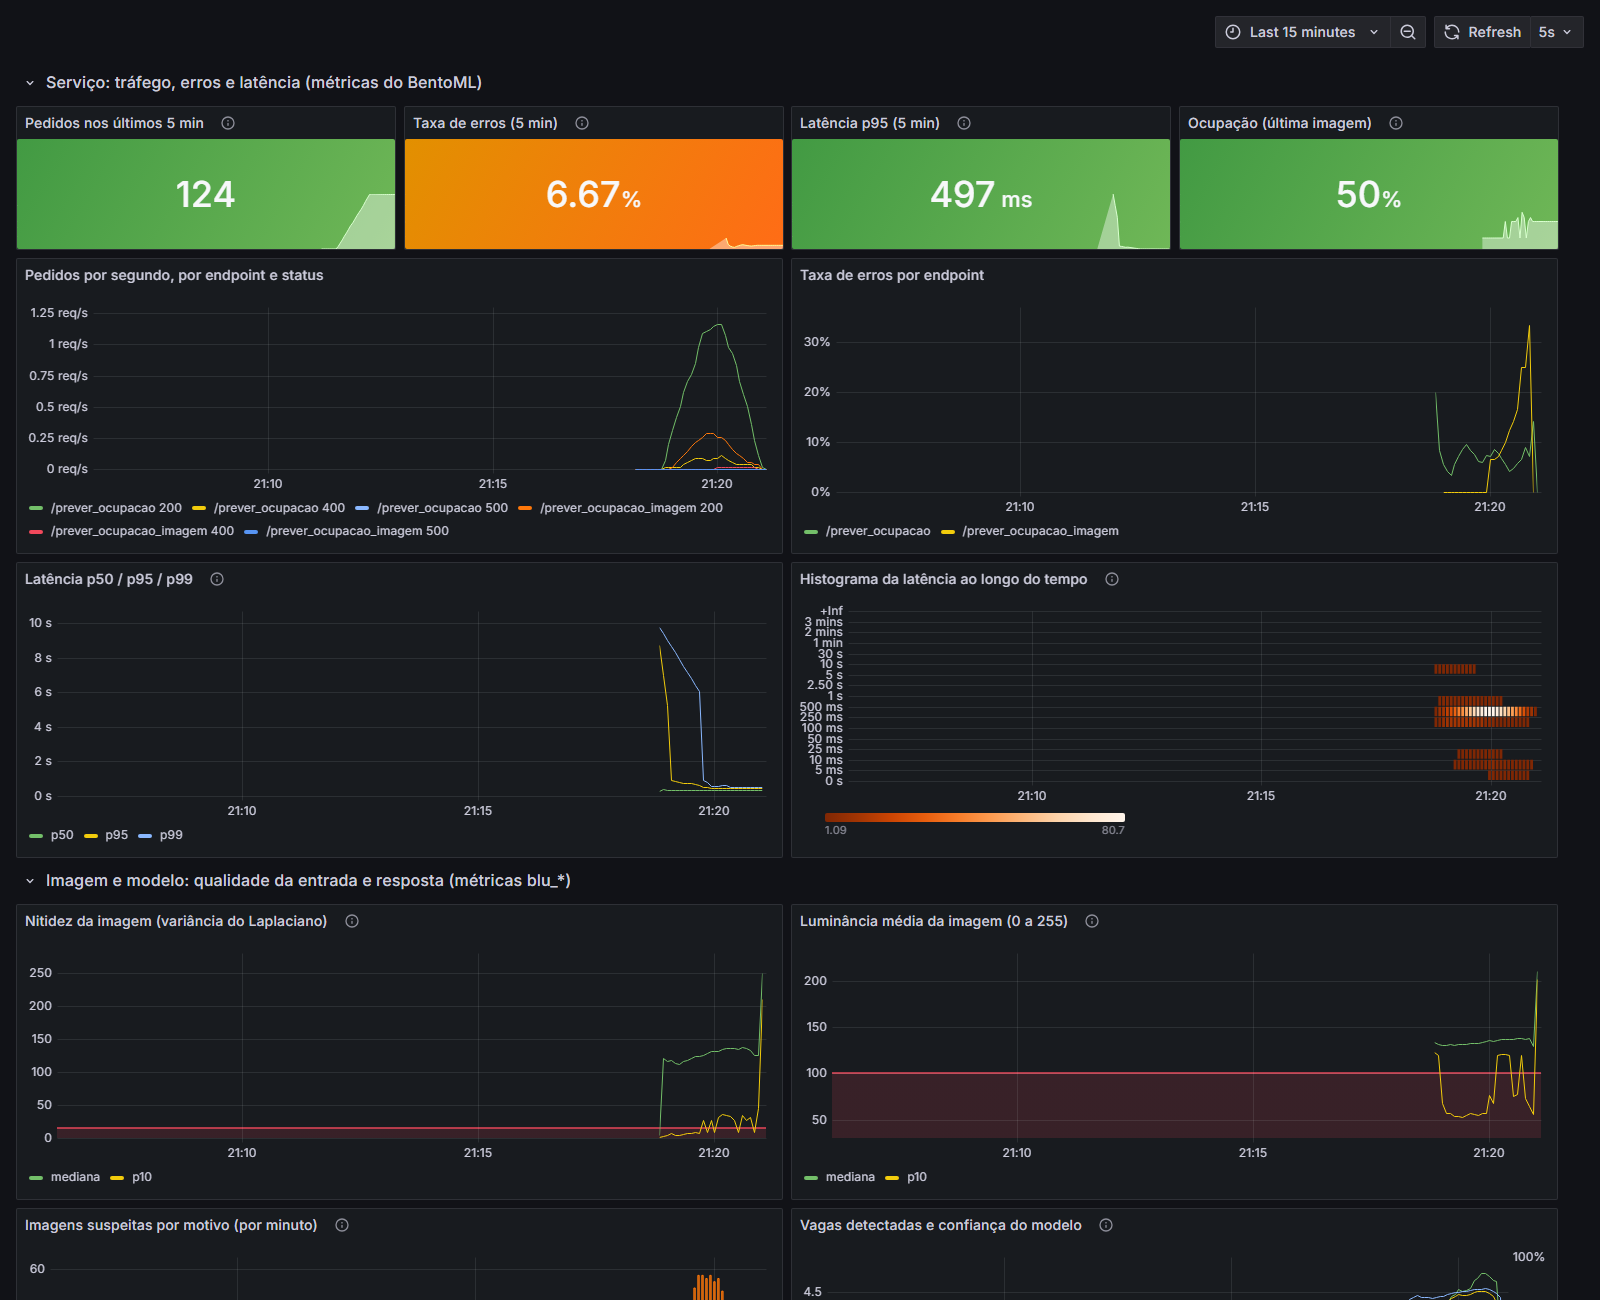 Last 15 minutes
Refresh
5s
Serviço: tráfego, erros e latência (métricas do BentoML)
Pedidos nos últimos 5 min
124
Taxa de erros (5 min)
6.67%
Latência p95 (5 min)
497 ms
Ocupação (última imagem)
50%
Pedidos por segundo, por endpoint e status
1.25 req/s
1 req/s
0.75 req/s
0.5 req/s
0.25 req/s
0 req/s
21:10 21:15 21:20
/prever_ocupacao 200 /prever_ocupacao 400 /prever_ocupacao 500 /prever_ocupacao_imagem 200
/prever_ocupacao_imagem 400 /prever_ocupacao_imagem 500
Taxa de erros por endpoint
30%
20%
10%
0%
21:10 21:15 21:20
/prever_ocupacao /prever_ocupacao_imagem
Latência p50 / p95 / p99
10 s
8 s
6 s
4 s
2 s
0 s
21:10 21:15 21:20
p50 p95 p99
Histograma da latência ao longo do tempo
+Inf
3 mins
2 mins
1 min
30 s
10 s
5 s
2.50 s
1 s
500 ms
250 ms
100 ms
50 ms
25 ms
10 ms
5 ms
0 s
21:10 21:15 21:20
1.09 80.7
Imagem e modelo: qualidade da entrada e resposta (métricas blu_*)
Nitidez da imagem (variância do Laplaciano)
250
200
150
100
50
0
21:10 21:15 21:20
mediana p10
Luminância média da imagem (0 a 255)
200
150
100
50
21:10 21:15 21:20
mediana p10
Imagens suspeitas por motivo (por minuto)
60
Vagas detectadas e confiança do modelo
100%
4.5